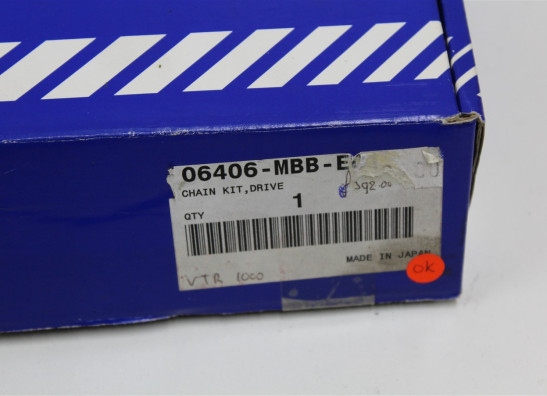 06406-MBB-E
CHAIN KIT,DRIVE
QTY
1
MADE IN JAPAN
VTR 1000
OK